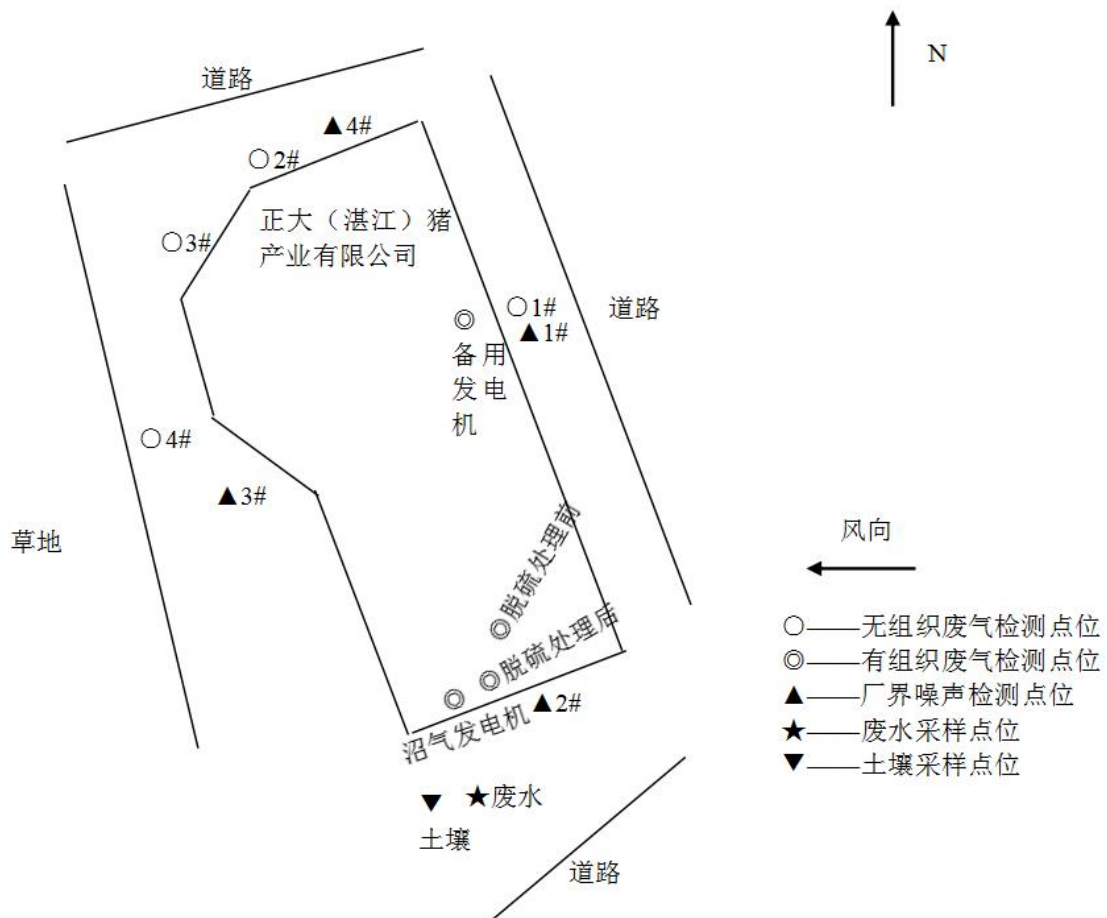 道路
N
▲4#
○2#
正大（湛江）猪
产业有限公司
○3#
○1#
▲1#
道路
◎
备用
发电
机
○4#
▲3#
草地
风向
◎脱硫处理前
◎脱硫处理后
◎
沼气发电机
▲2#
○——无组织废气检测点位
◎——有组织废气检测点位
▲——厂界噪声检测点位
★——废水采样点位
▼——土壤采样点位
▼
★废水
土壤
道路